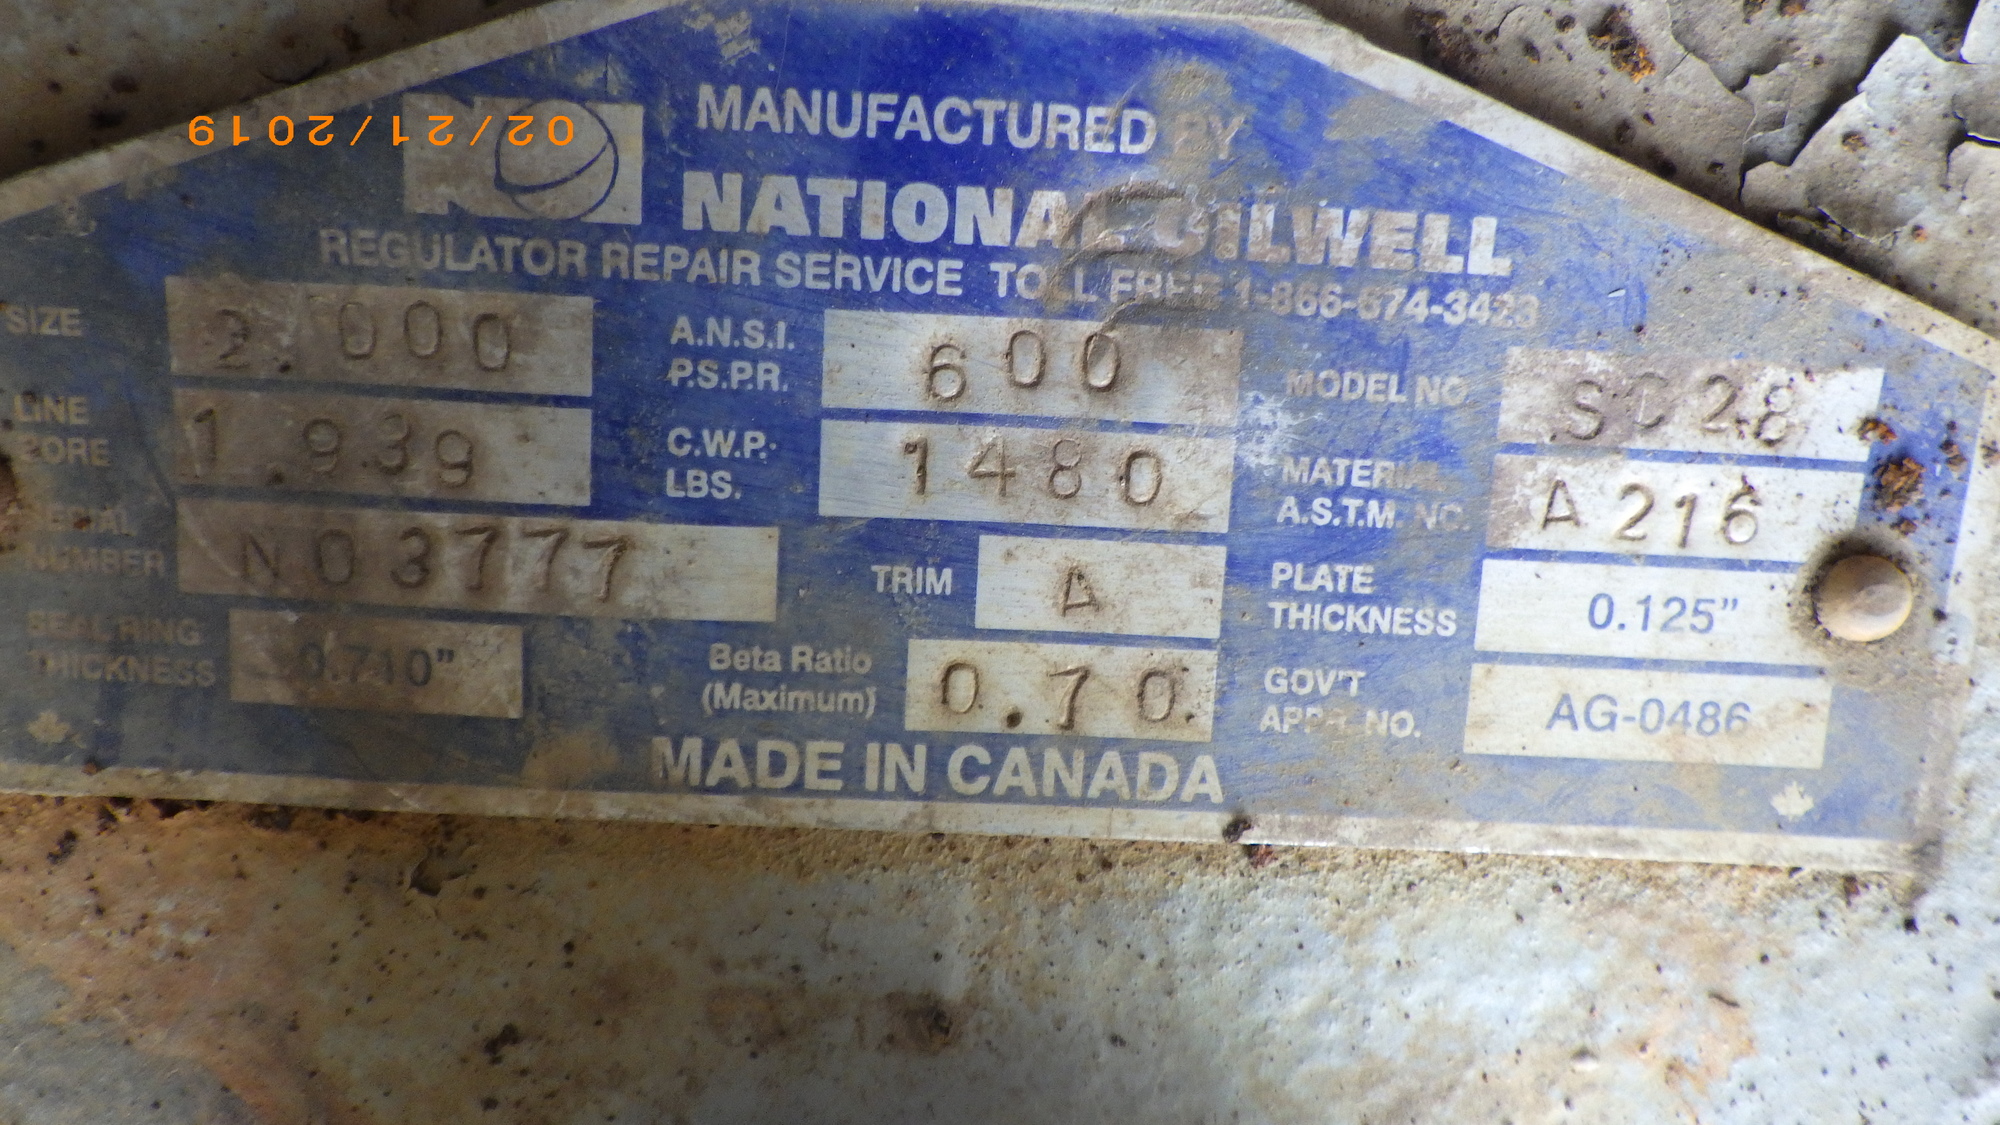 02/21/2019
MANUFACTURED BY
NATIONAL OILWELL
REGULATOR REPAIR SERVICE TOLL FREE 1-866-674-3423
SIZE 2.000
A.N.S.I. P.S.P.R. 600
MODEL NO. SC28
LINE BORE 1.939
C.W.P. LBS. 1480
MATERIAL A.S.T.M. NO. A216
SERIAL NUMBER NO3777
TRIM A
PLATE THICKNESS 0.125"
SEAL RING THICKNESS 0.710"
Beta Ratio (Maximum) 0.70
GOV'T APPR. NO. AG-0486
MADE IN CANADA